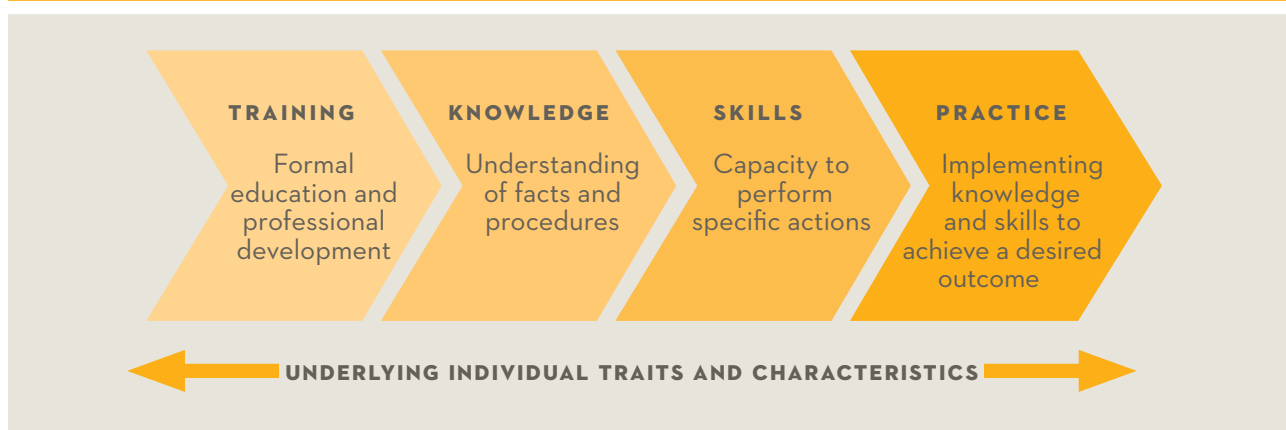 TRAINING
Formal
education and
professional
development
KNOWLEDGE
Understanding
of facts and
procedures
SKILLS
Capacity to
perform
specific actions
PRACTICE
Implementing
knowledge
and skills to
achieve a desired
outcome
UNDERLYING INDIVIDUAL TRAITS AND CHARACTERISTICS